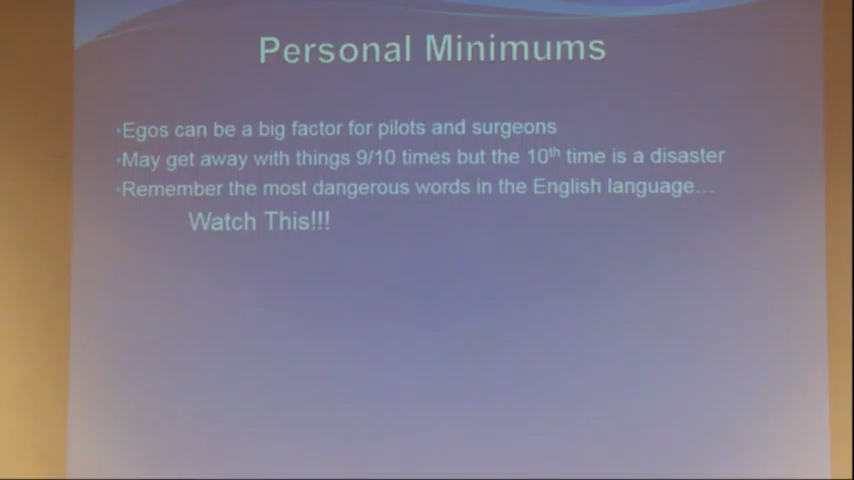 Personal Minimums
•Egos can be a big factor for pilots and surgeons
•May get away with things 9/10 times but the 10th time is a disaster
•Remember the most dangerous words in the English language…
Watch This!!!